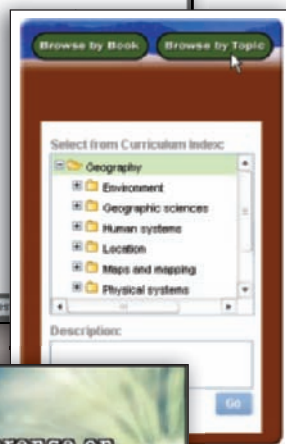 Browse by Book Browse by Topic
Select from Curriculum Index:
Geography
Environment
Geographic sciences
Human systems
Location
Maps and mapping
Physical systems
Description:
Go